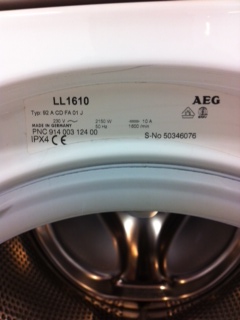 LL1610
AEG
Typ. 92 A CD FA 01 J
230 V 2150 W max 10 A
MADE IN GERMANY 50 Hz 1600 /min
PNC 914 003 124 00 S-No 50346076
IPX4 CE